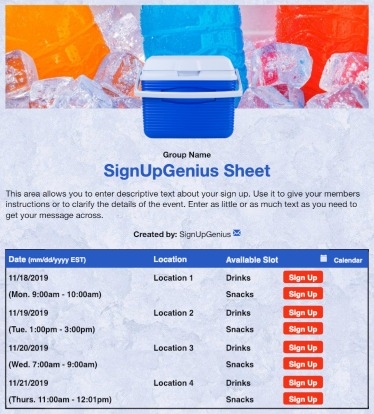 Group Name
SignUpGenius Sheet
This area allows you to enter descriptive text about your sign up. Use it to give your members
instructions or to clarify the details of the event. Enter as little or as much text as you need to
get your message across.
Created by: SignUpGenius
Date (mm/dd/yyyy EST) Location Available Slot Calendar
11/18/2019 Location 1 Drinks Sign Up
(Mon. 9:00am - 10:00am) Snacks Sign Up
11/19/2019 Location 2 Drinks Sign Up
(Tue. 1:00pm - 3:00pm) Snacks Sign Up
11/20/2019 Location 3 Drinks Sign Up
(Wed. 7:00am - 9:00am) Snacks Sign Up
11/21/2019 Location 4 Drinks Sign Up
(Thurs. 11:00am - 12:01pm) Snacks Sign Up